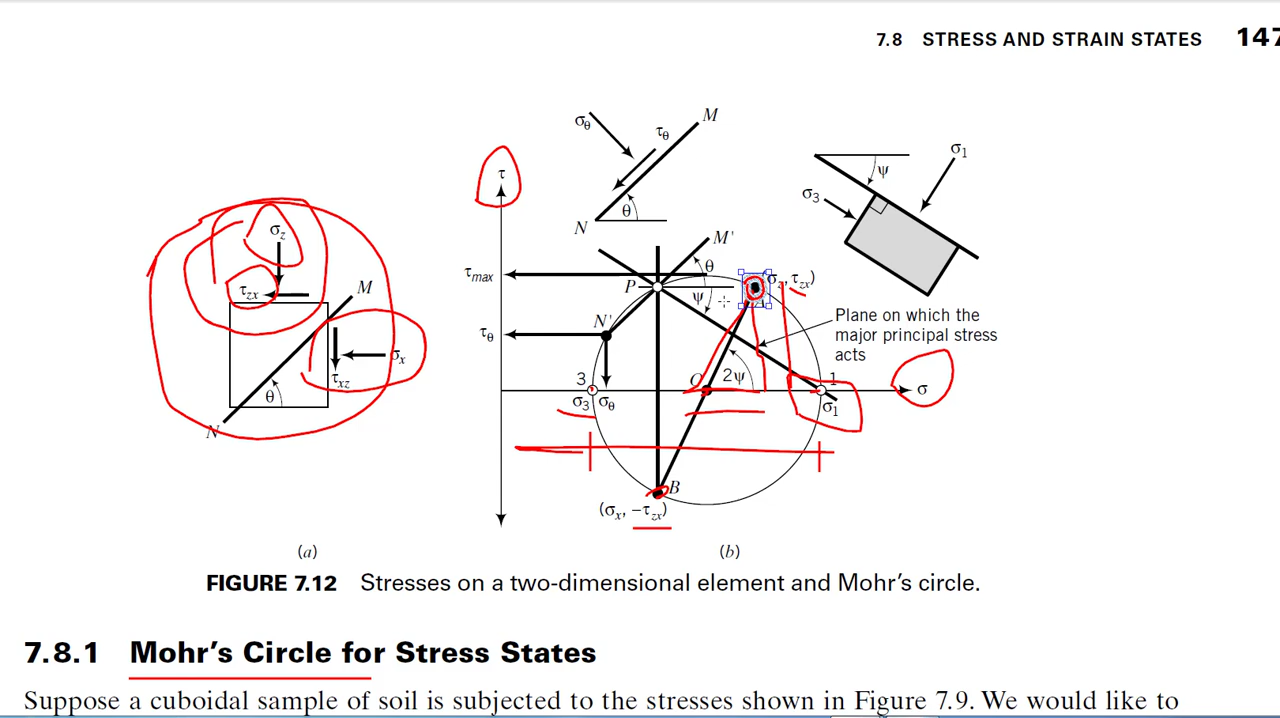 7.8 STRESS AND STRAIN STATES 147
σθ
τθ
M
θ
N
σ1
ψ
σ3
τ
σz
τzx
M
σx
τxz
θ
N
τmax
P
M'
θ
ψ
(σz, τzx)
N'
τθ
Plane on which the
major principal stress
acts
3
O
2ψ
1
σ
σ3
σθ
σ1
B
(σx, −τzx)
(a)
(b)
FIGURE 7.12 Stresses on a two-dimensional element and Mohr’s circle.
7.8.1 Mohr’s Circle for Stress States
Suppose a cuboidal sample of soil is subjected to the stresses shown in Figure 7.9. We would like to